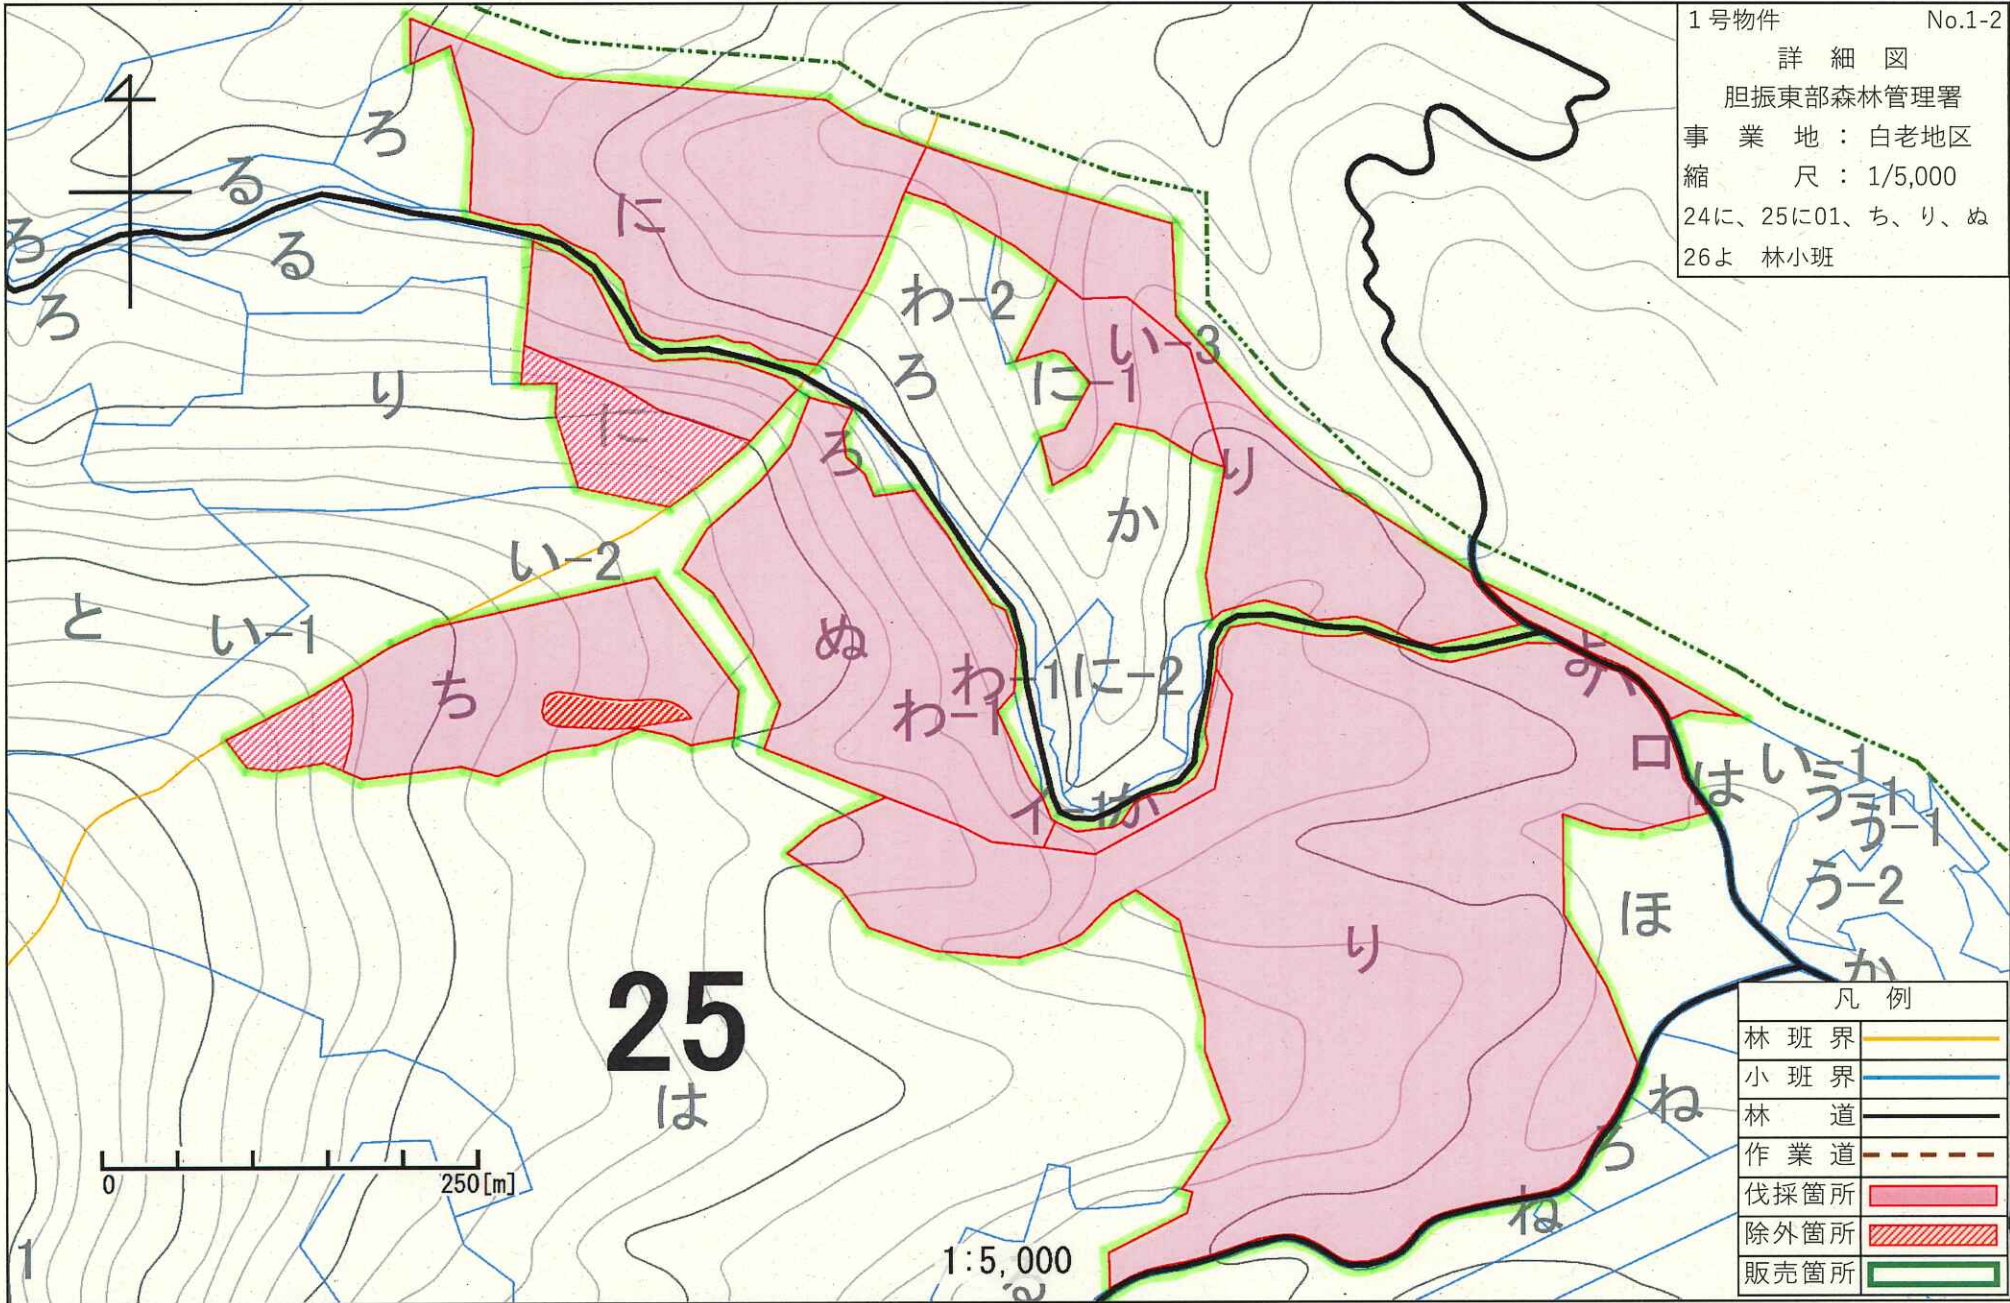 1号物件 No.1-2
詳細図
胆振東部森林管理署
事業地：白老地区
縮尺：1/5,000
24に、25に01、ち、り、ぬ
26よ 林小班
ろ
る
に
ろ
る
わ-2
ろ
い-3
り
ろ
に-1
に
ろ
り
か
い-2
と
い-1
ぬ
ち
わ-1
に-2
わ-1
よ
ハ
ロ
は
い-1
う-1
う-1
イ-1
か
う-2
ほ
り
か
25
は
ね
ろ
ね
0 250[m]
1:5,000
1
凡例
林班界
小班界
林道
作業道
伐採箇所
除外箇所
販売箇所